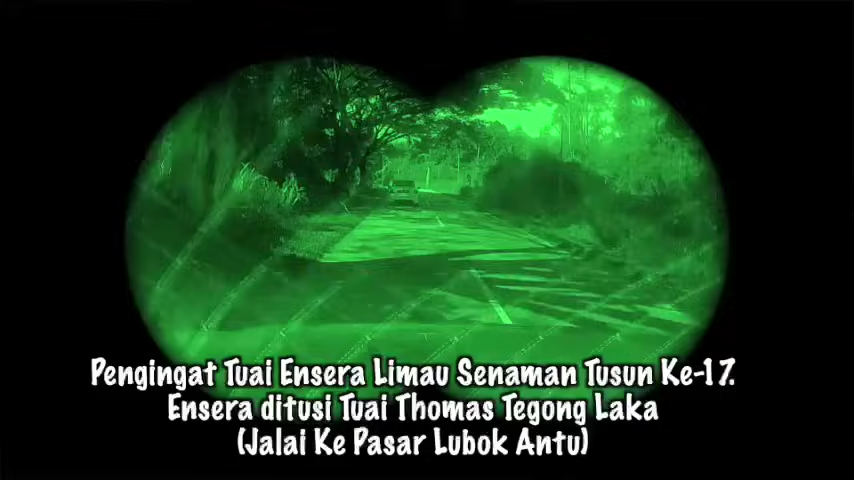 Pengingat Tuai Ensera Limau Senaman Tusun Ke-17.
Ensera ditusi Tuai Thomas Tegong Laka
(Jalai Ke Pasar Lubok Antu)